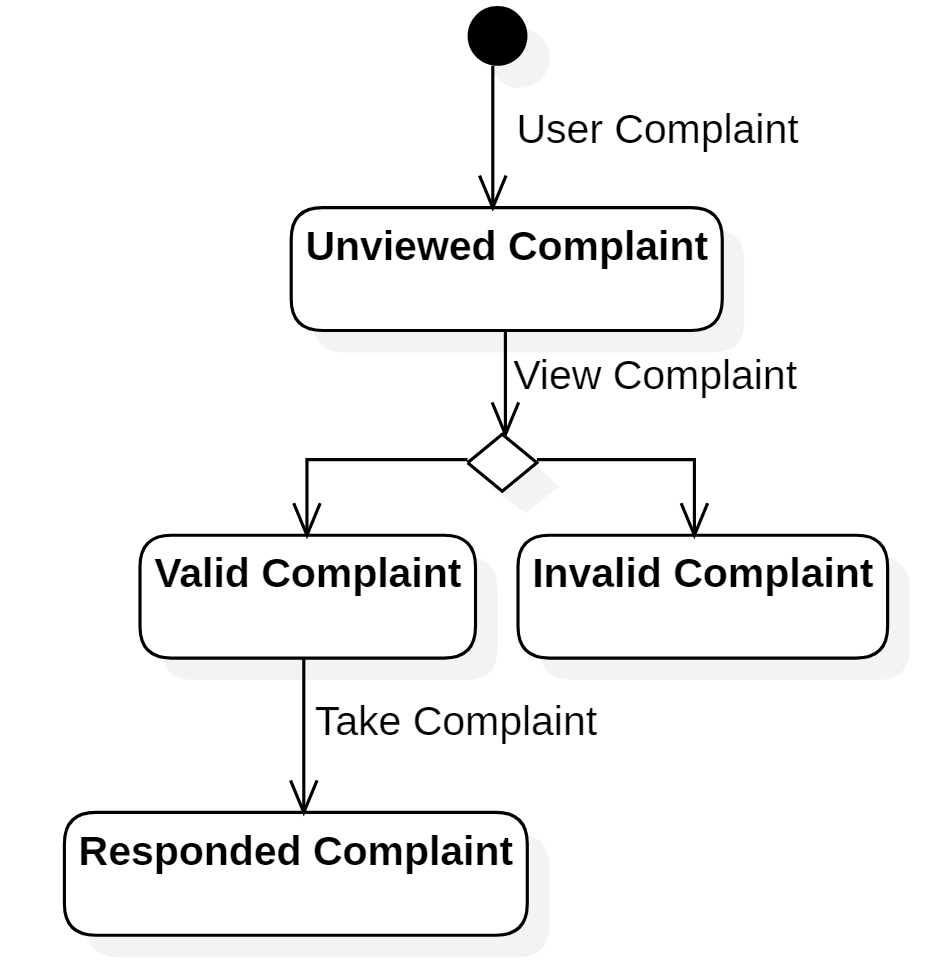 User Complaint
Unviewed Complaint
View Complaint
Valid Complaint
Invalid Complaint
Take Complaint
Responded Complaint